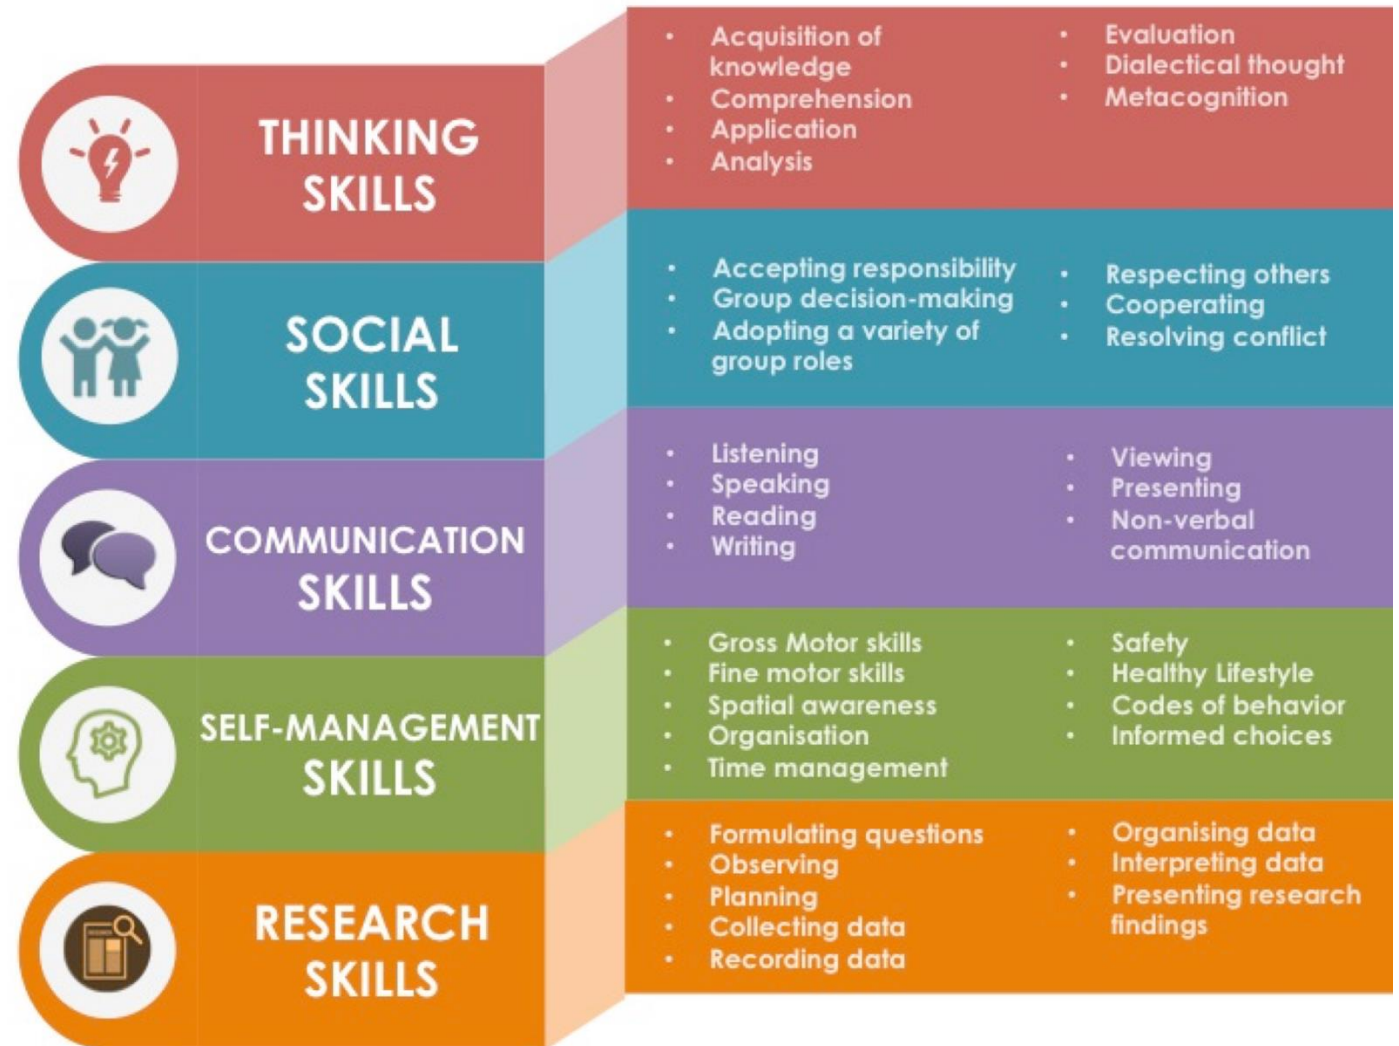 THINKING
SKILLS
• Acquisition of
knowledge
• Comprehension
• Application
• Analysis
• Evaluation
• Dialectical thought
• Metacognition
SOCIAL
SKILLS
• Accepting responsibility
• Group decision-making
• Adopting a variety of
group roles
• Respecting others
• Cooperating
• Resolving conflict
COMMUNICATION
SKILLS
• Listening
• Speaking
• Reading
• Writing
• Viewing
• Presenting
• Non-verbal
communication
SELF-MANAGEMENT
SKILLS
• Gross Motor skills
• Fine motor skills
• Spatial awareness
• Organisation
• Time management
• Safety
• Healthy Lifestyle
• Codes of behavior
• Informed choices
RESEARCH
SKILLS
• Formulating questions
• Observing
• Planning
• Collecting data
• Recording data
• Organising data
• Interpreting data
• Presenting research
findings